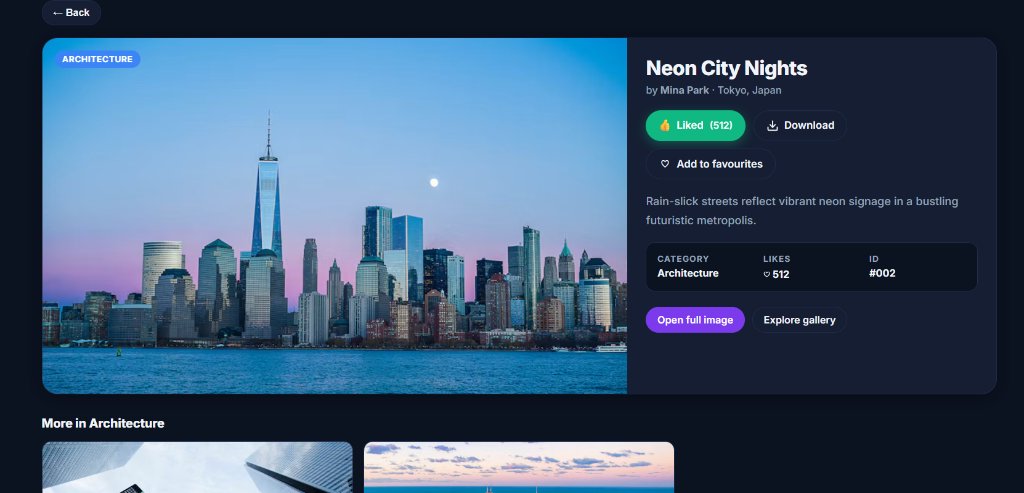 ← Back
ARCHITECTURE
Neon City Nights
by Mina Park · Tokyo, Japan
👍 Liked (512)
Download
♡ Add to favourites
Rain-slick streets reflect vibrant neon signage in a bustling
futuristic metropolis.
CATEGORY LIKES ID
Architecture ♡ 512 #002
Open full image Explore gallery
More in Architecture